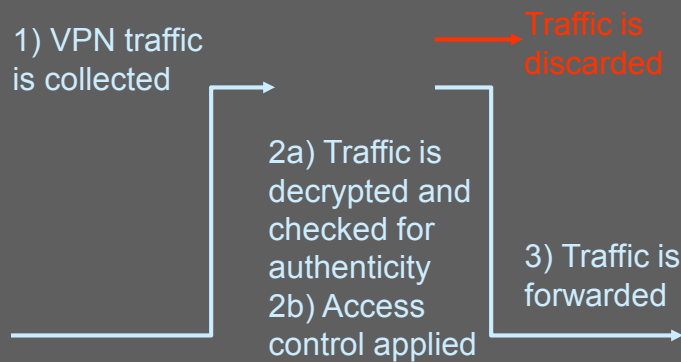 1) VPN traffic
is collected
Traffic is
discarded
2a) Traffic is
decrypted and
checked for
authenticity
2b) Access
control applied
3) Traffic is
forwarded